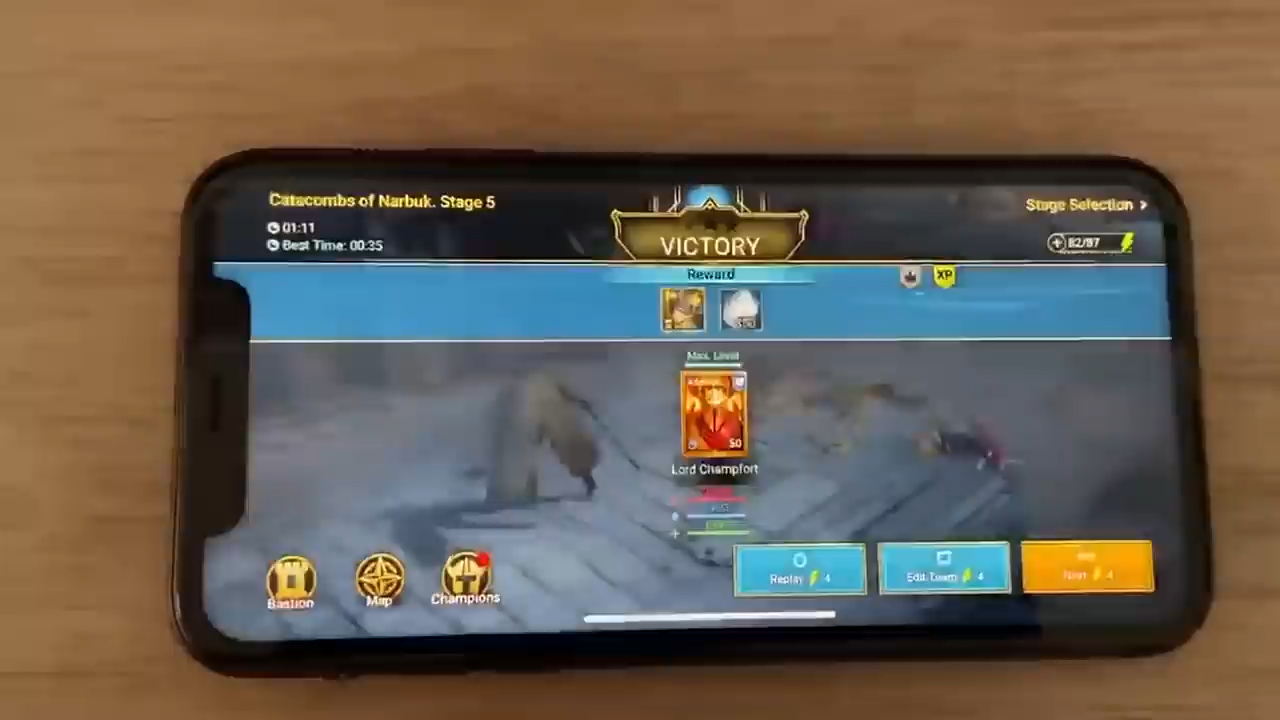 Catacombs of Narbuk. Stage 5
01:11
Best Time: 00:35
VICTORY
Stage Selection >
82/87
Reward
XP
Max. Level
50
Lord Champfort
Bastion
Map
Champions
Replay 4
Edit Team 4
Next 4